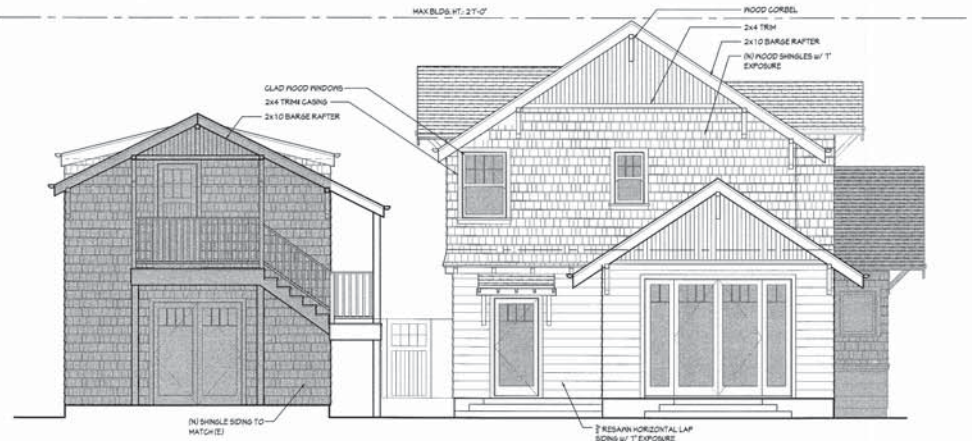 MAX BLDG. HT.: 27'-0"
WOOD CORBEL
2x4 TRIM
2x10 BARGE RAFTER
(N) WOOD SHINGLES w/ 7"
EXPOSURE
CLAD WOOD WINDOWS
2x4 TRIM CASING
2x10 BARGE RAFTER
(N) SHINGLE SIDING TO
MATCH (E)
RESAWN HORIZONTAL LAP
SIDING w/ 7" EXPOSURE